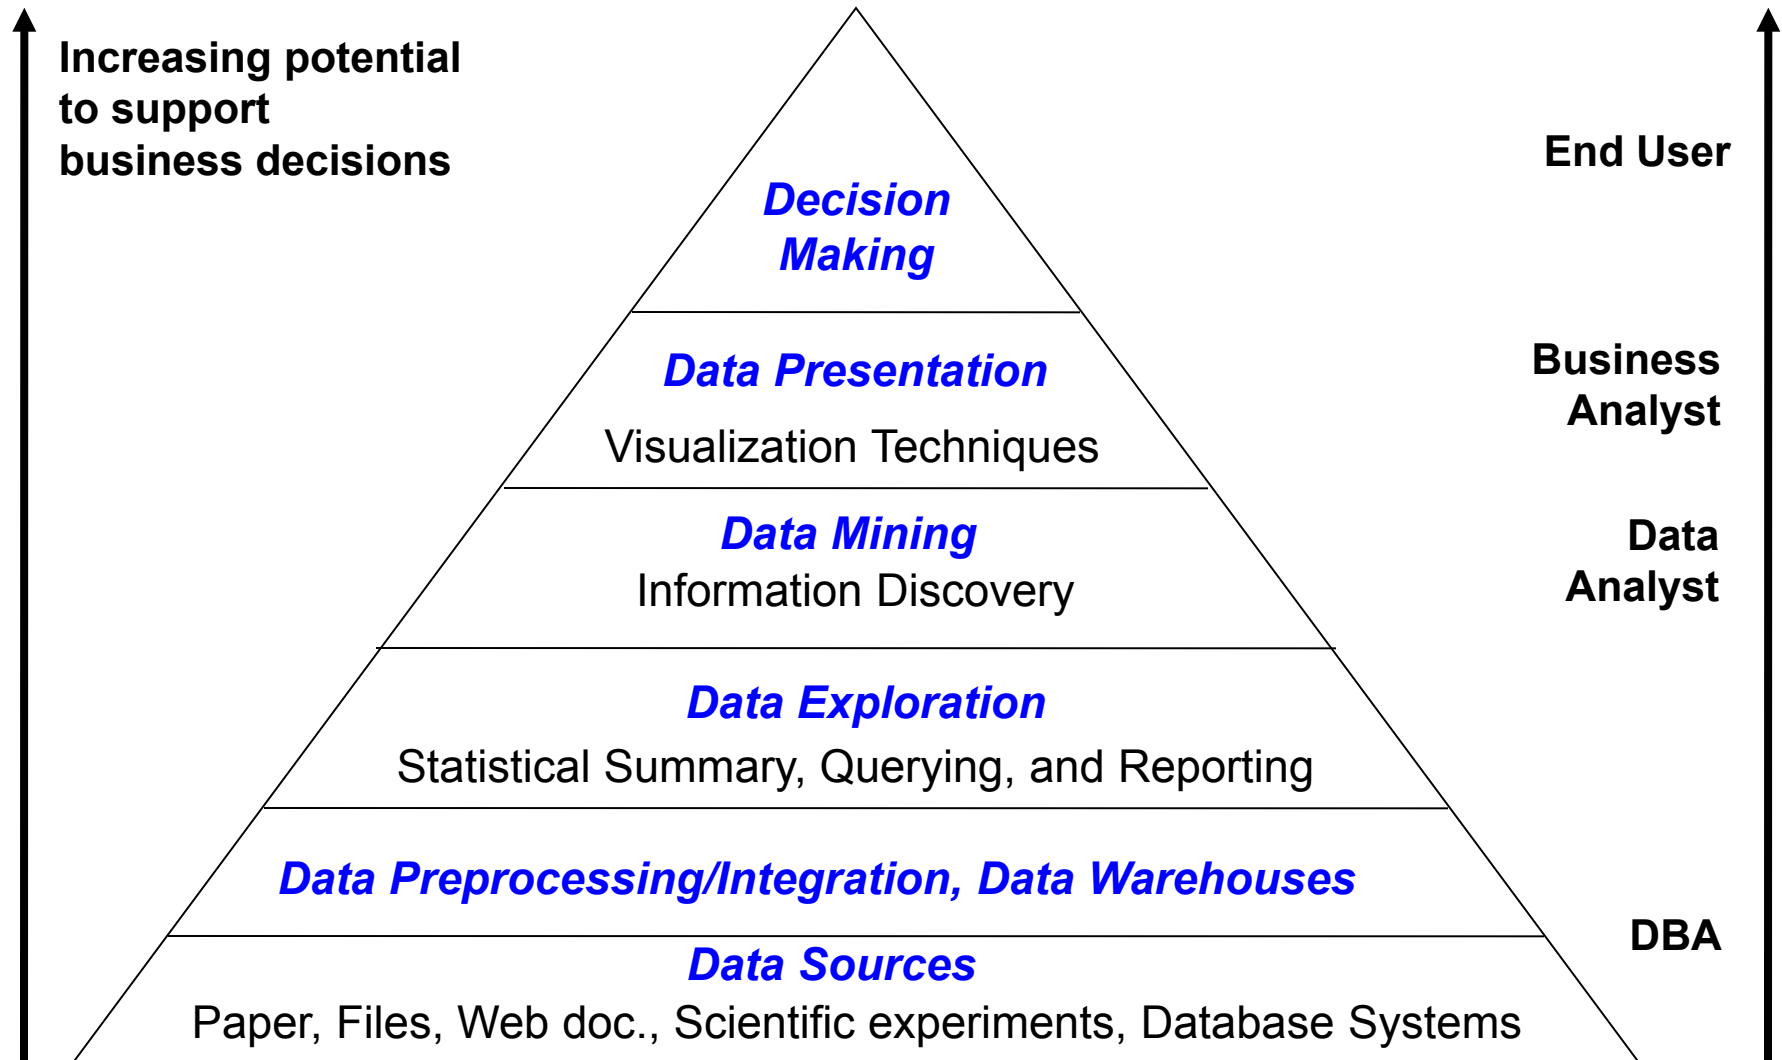 Increasing potential
to support
business decisions
End User
Decision
Making
Data Presentation
Visualization Techniques
Business
Analyst
Data Mining
Information Discovery
Data
Analyst
Data Exploration
Statistical Summary, Querying, and Reporting
Data Preprocessing/Integration, Data Warehouses
DBA
Data Sources
Paper, Files, Web doc., Scientific experiments, Database Systems